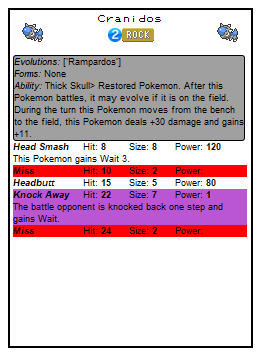 Cranidos
2 ROCK
Evolutions: ['Rampardos']
Forms: None
Ability: Thick Skull> Restored Pokemon. After this
Pokemon battles, it may evolve if it is on the field.
During the turn this Pokemon moves from the bench
to the field, this Pokemon deals +30 damage and gains
+11.
Head Smash Hit: 8 Size: 8 Power: 120
This Pokemon gains Wait 3.
Miss Hit: 10 Size: 2 Power:
Headbutt Hit: 15 Size: 5 Power: 80
Knock Away Hit: 22 Size: 7 Power: 1
The battle opponent is knocked back one step and
gains Wait.
Miss Hit: 24 Size: 2 Power: